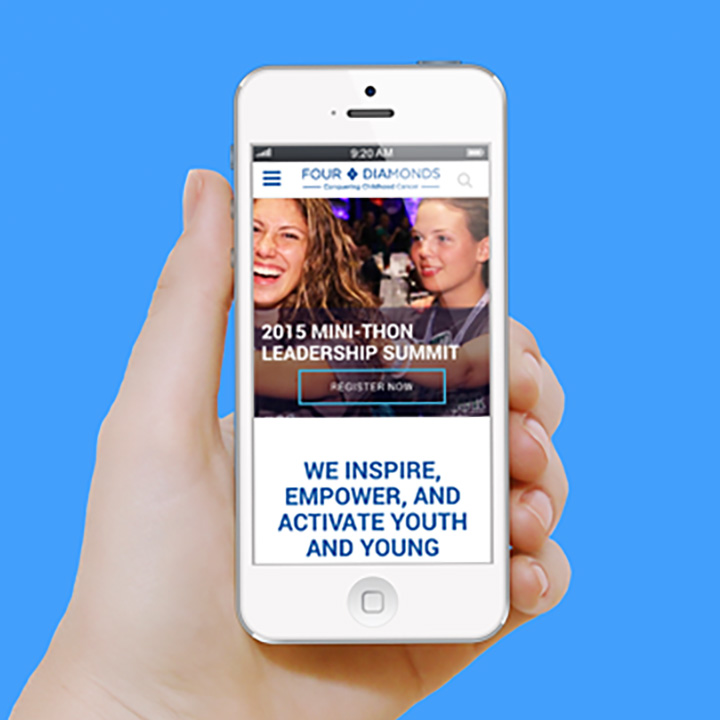 9:20 AM
FOUR DIAMONDS
Conquering Childhood Cancer
2015 MINI-THON
LEADERSHIP SUMMIT
REGISTER NOW
WE INSPIRE,
EMPOWER, AND
ACTIVATE YOUTH
AND YOUNG